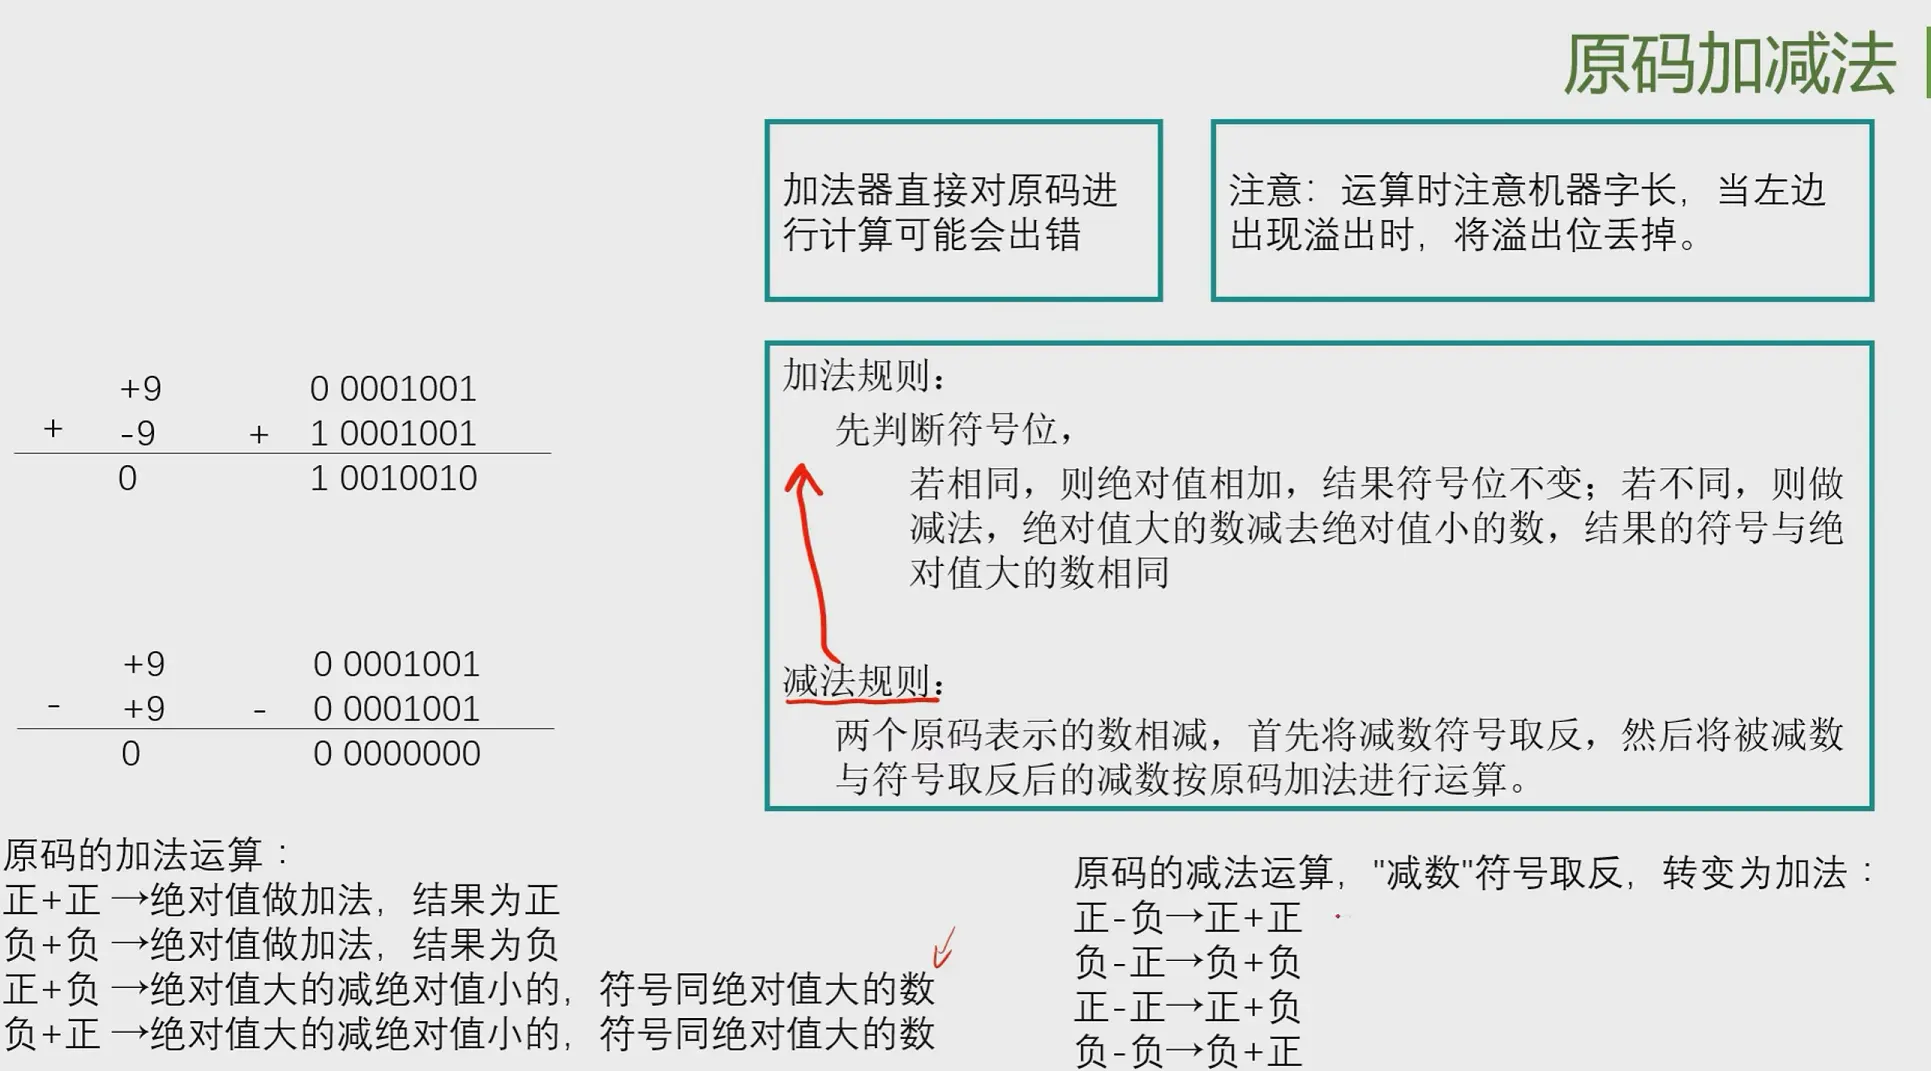 原码加减法
加法器直接对原码进
行计算可能会出错
注意：运算时注意机器字长，当左边
出现溢出时，将溢出位丢掉。
+9 0 0001001
+ -9 + 1 0001001
0 1 0010010
+9 0 0001001
- +9 - 0 0001001
0 0 0000000
加法规则：
先判断符号位，
若相同，则绝对值相加，结果符号位不变；若不同，则做
减法，绝对值大的数减去绝对值小的数，结果的符号与绝
对值大的数相同
减法规则：
两个原码表示的数相减，首先将减数符号取反，然后将被减数
与符号取反后的减数按原码加法进行运算。
原码的加法运算：
正+正 →绝对值做加法，结果为正
负+负 →绝对值做加法，结果为负
正+负 →绝对值大的减绝对值小的，符号同绝对值大的数
负+正 →绝对值大的减绝对值小的，符号同绝对值大的数
原码的减法运算，"减数"符号取反，转变为加法：
正-负→正+正
负-正→负+负
正-正→正+负
负-负→负+正